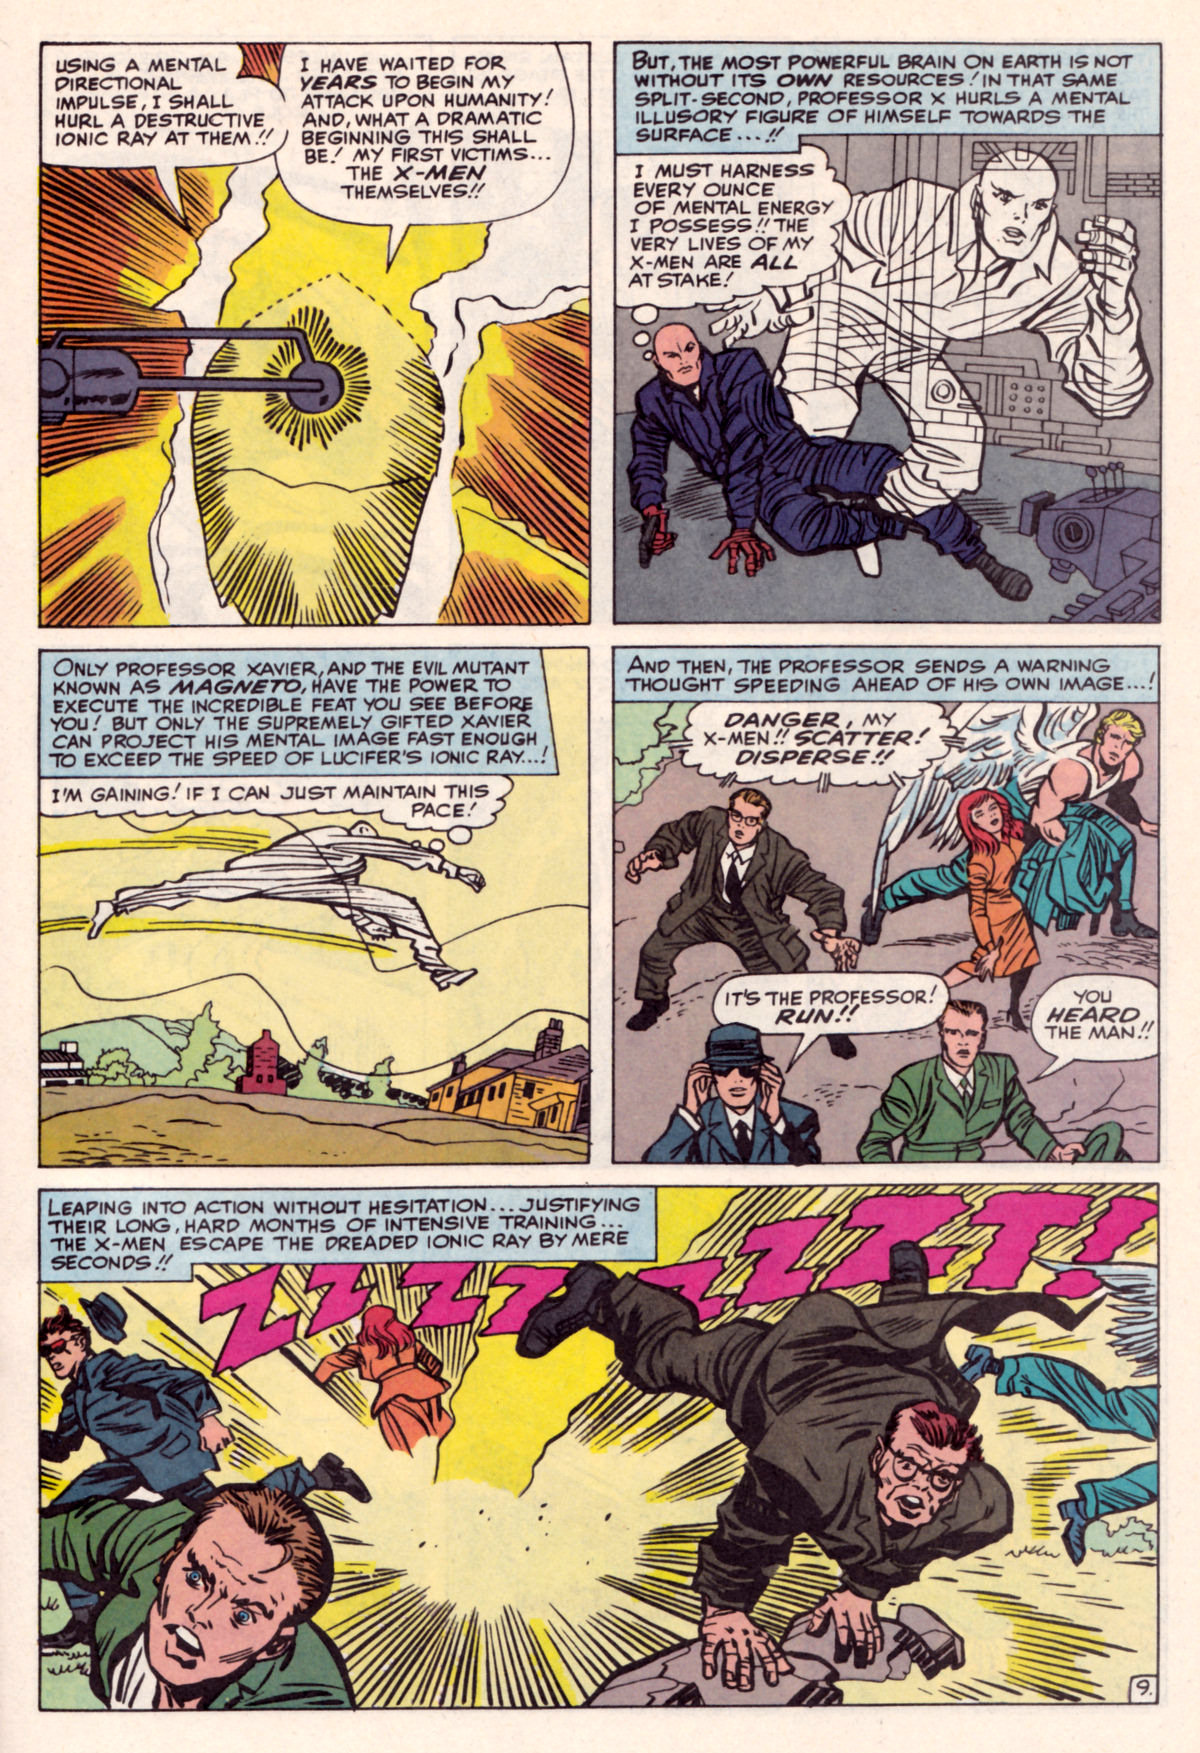 USING A MENTAL
DIRECTIONAL
IMPULSE, I SHALL
HURL A DESTRUCTIVE
IONIC RAY AT THEM!!
I HAVE WAITED FOR
YEARS TO BEGIN MY
ATTACK UPON HUMANITY!
AND, WHAT A DRAMATIC
BEGINNING THIS SHALL
BE! MY FIRST VICTIMS...
THE X-MEN
THEMSELVES!!
BUT, THE MOST POWERFUL BRAIN ON EARTH IS NOT
WITHOUT ITS OWN RESOURCES! IN THAT SAME
SPLIT-SECOND, PROFESSOR X HURLS A MENTAL
ILLUSORY FIGURE OF HIMSELF TOWARDS THE
SURFACE...!!
I MUST HARNESS
EVERY OUNCE
OF MENTAL ENERGY
I POSSESS!! THE
VERY LIVES OF MY
X-MEN ARE ALL
AT STAKE!
ONLY PROFESSOR XAVIER, AND THE EVIL MUTANT
KNOWN AS MAGNETO, HAVE THE POWER TO
EXECUTE THE INCREDIBLE FEAT YOU SEE BEFORE
YOU! BUT ONLY THE SUPREMELY GIFTED XAVIER
CAN PROJECT HIS MENTAL IMAGE FAST ENOUGH
TO EXCEED THE SPEED OF LUCIFER'S IONIC RAY...!
I'M GAINING! IF I CAN JUST MAINTAIN THIS
PACE!
AND THEN, THE PROFESSOR SENDS A WARNING
THOUGHT SPEEDING AHEAD OF HIS OWN IMAGE...!
DANGER, MY
X-MEN!! SCATTER!
DISPERSE!!
IT'S THE PROFESSOR!
RUN!!
YOU
HEARD
THE MAN!!
LEAPING INTO ACTION WITHOUT HESITATION... JUSTIFYING
THEIR LONG, HARD MONTHS OF INTENSIVE TRAINING...
THE X-MEN ESCAPE THE DREADED IONIC RAY BY MERE
SECONDS!!
ZZZZZZZZT!
9.